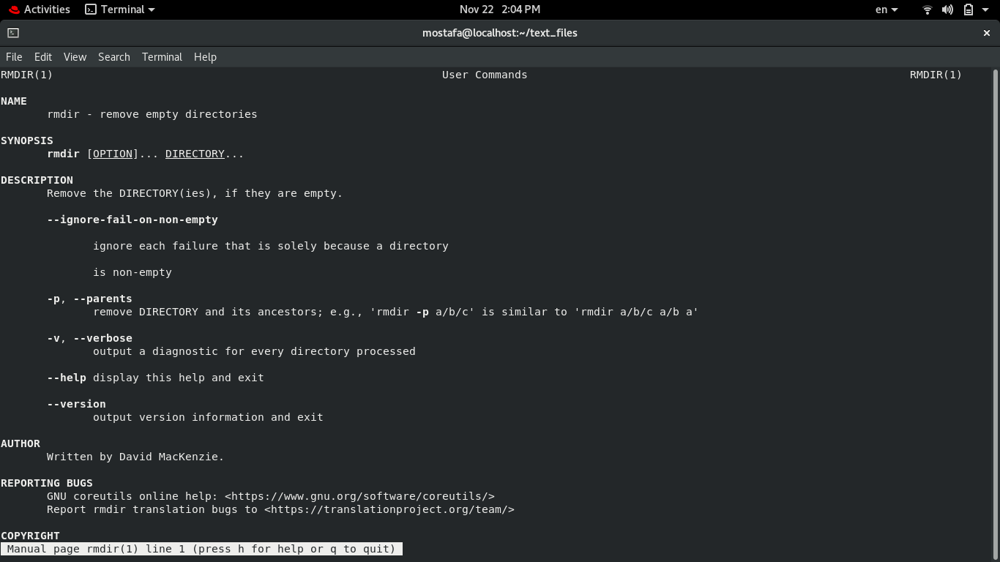 Activities Terminal Nov 22 2:04 PM en
mostafa@localhost:~/text_files
File Edit View Search Terminal Help
RMDIR(1) User Commands RMDIR(1)
NAME
rmdir - remove empty directories
SYNOPSIS
rmdir [OPTION]... DIRECTORY...
DESCRIPTION
Remove the DIRECTORY(ies), if they are empty.
--ignore-fail-on-non-empty
ignore each failure that is solely because a directory
is non-empty
-p, --parents
remove DIRECTORY and its ancestors; e.g., 'rmdir -p a/b/c' is similar to 'rmdir a/b/c a/b a'
-v, --verbose
output a diagnostic for every directory processed
--help display this help and exit
--version
output version information and exit
AUTHOR
Written by David MacKenzie.
REPORTING BUGS
GNU coreutils online help: <https://www.gnu.org/software/coreutils/>
Report rmdir translation bugs to <https://translationproject.org/team/>
COPYRIGHT
Manual page rmdir(1) line 1 (press h for help or q to quit)